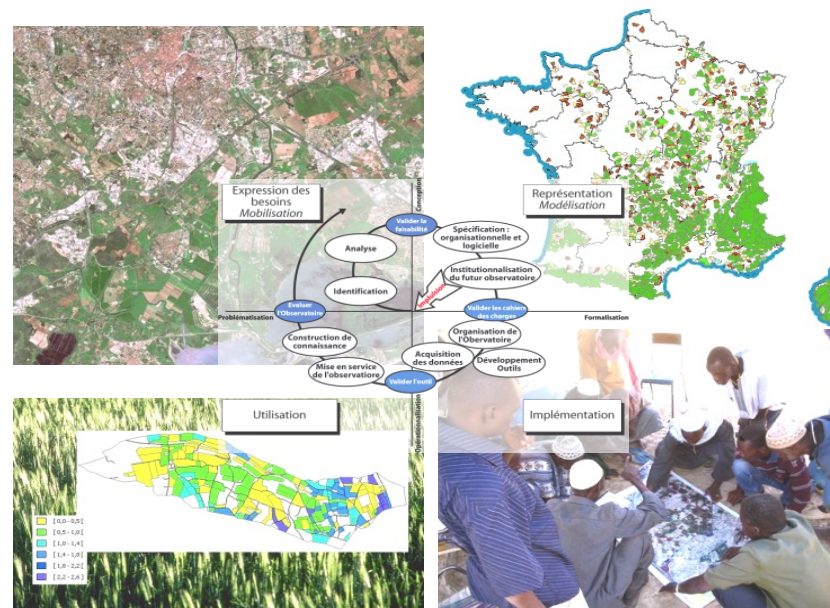 Expression des
besoins
Mobilisation
Représentation
Modélisation
Conception
Valider la
faisabilité
Spécification :
organisationnelle et
logicielle
Analyse
Institutionnalisation
du futur observatoire
Identification
Impulsion
Problématisation
Evaluer
l'Observatoire
Valider les cahiers
des charges
Formalisation
Construction de
connaissance
Organisation de
l'Obervatoire
Acquisition
des données
Développement
Outils
Mise en service
de l'observatiore
Valider l'outil
Opérationnalisation
Utilisation
Implémentation
[ 0,0 - 0,5 [
[ 0,5 - 1,0 [
[ 1,0 - 1,4 [
[ 1,4 - 1,8 [
[ 1,8 - 2,2 [
[ 2,2 - 2,6 [